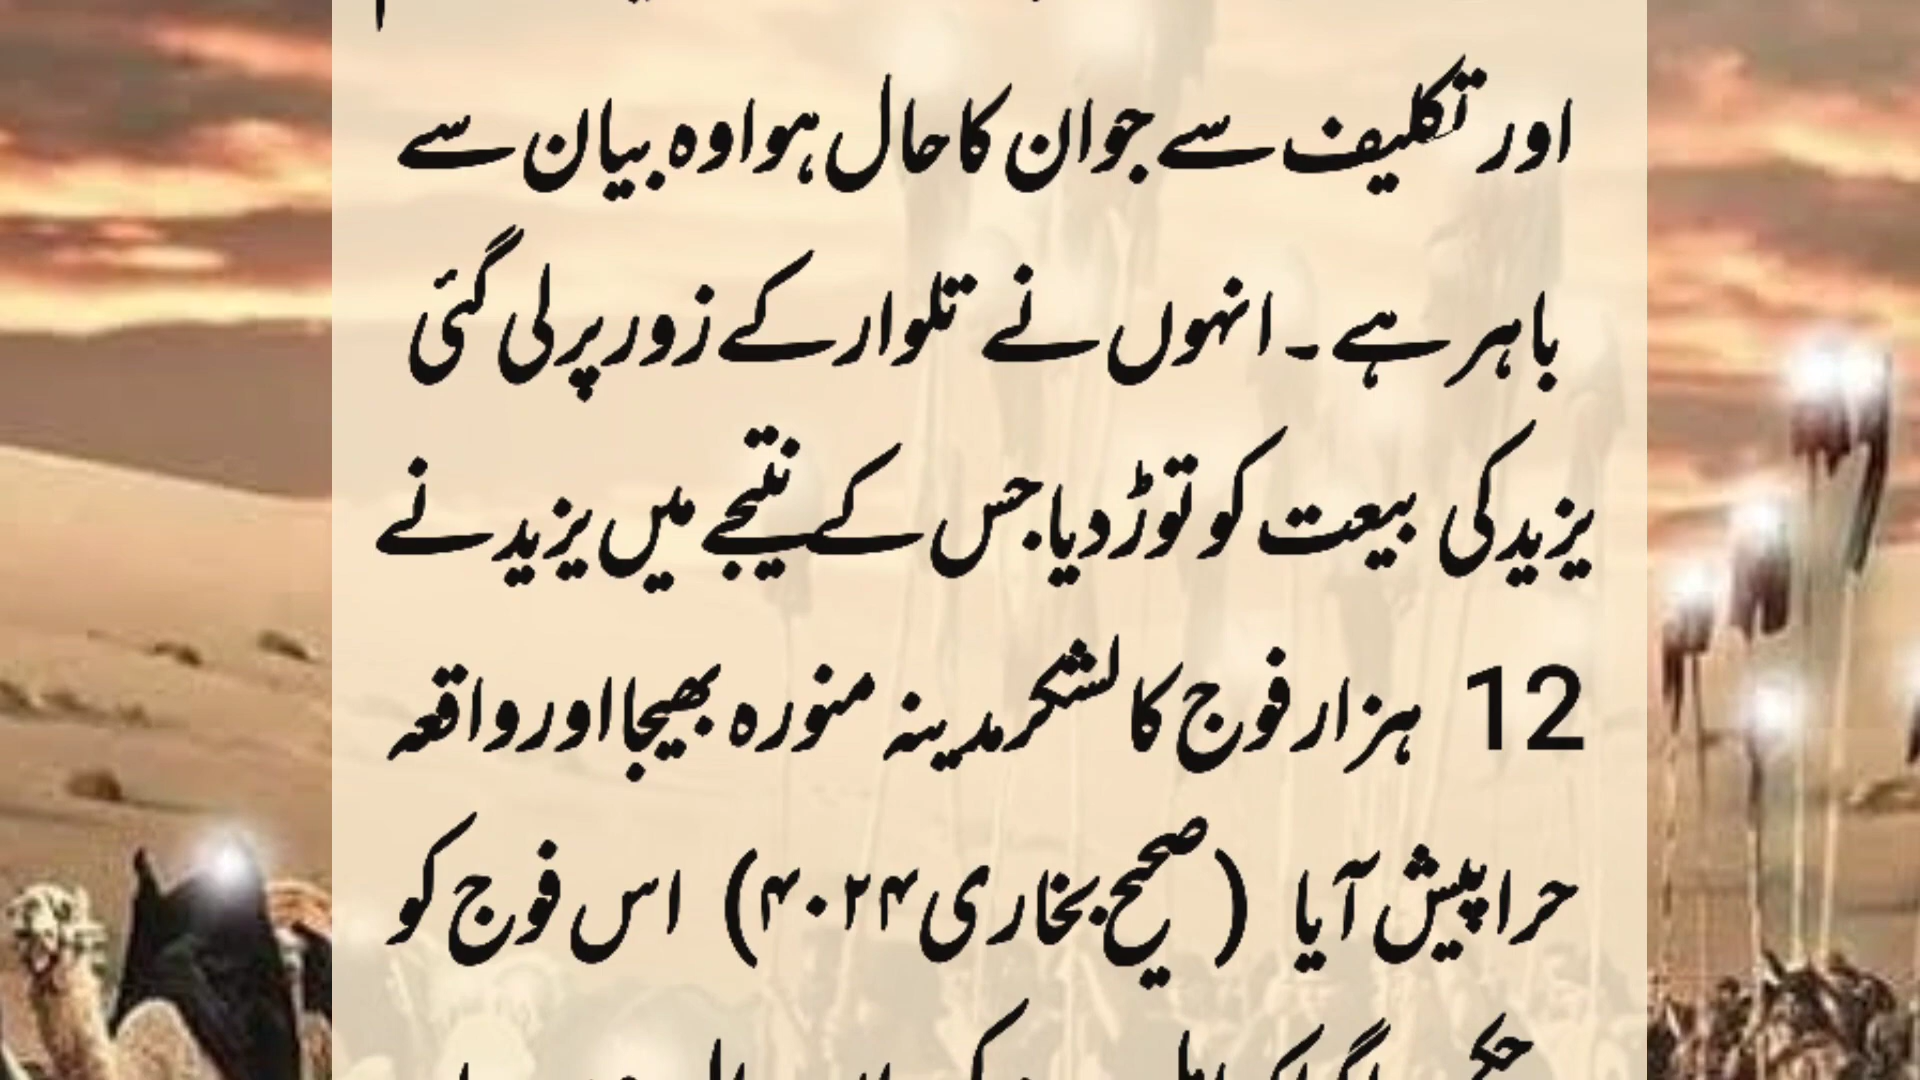 اور تکلیف سے جو ان کا حال ہوا وہ بیان سے
باہر ہے۔ انہوں نے تلوار کے زور پر لی گئی
یزید کی بیعت کو توڑ دیا جس کے نتیجے میں یزید نے
12 ہزار فوج کا لشکر مدینہ منورہ بھیجا اور واقعہ
حرا پیش آیا (صحیح بخاری ۴۰۲۴) اس فوج کو